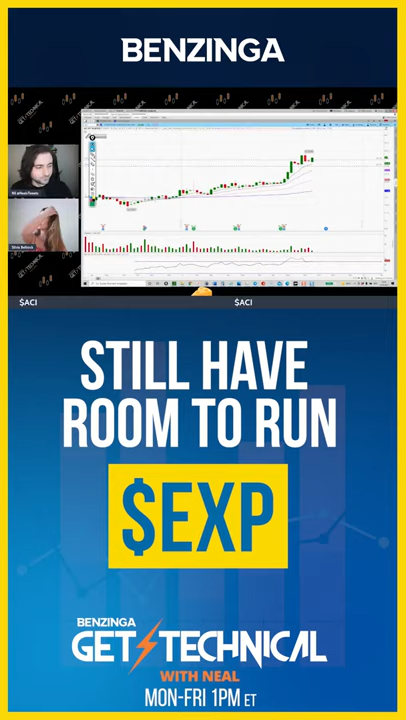 BENZINGA
$ACI
$ACI
STILL HAVE
ROOM TO RUN
$EXP
BENZINGA
GET TECHNICAL
WITH NEAL
MON-FRI 1PM ET